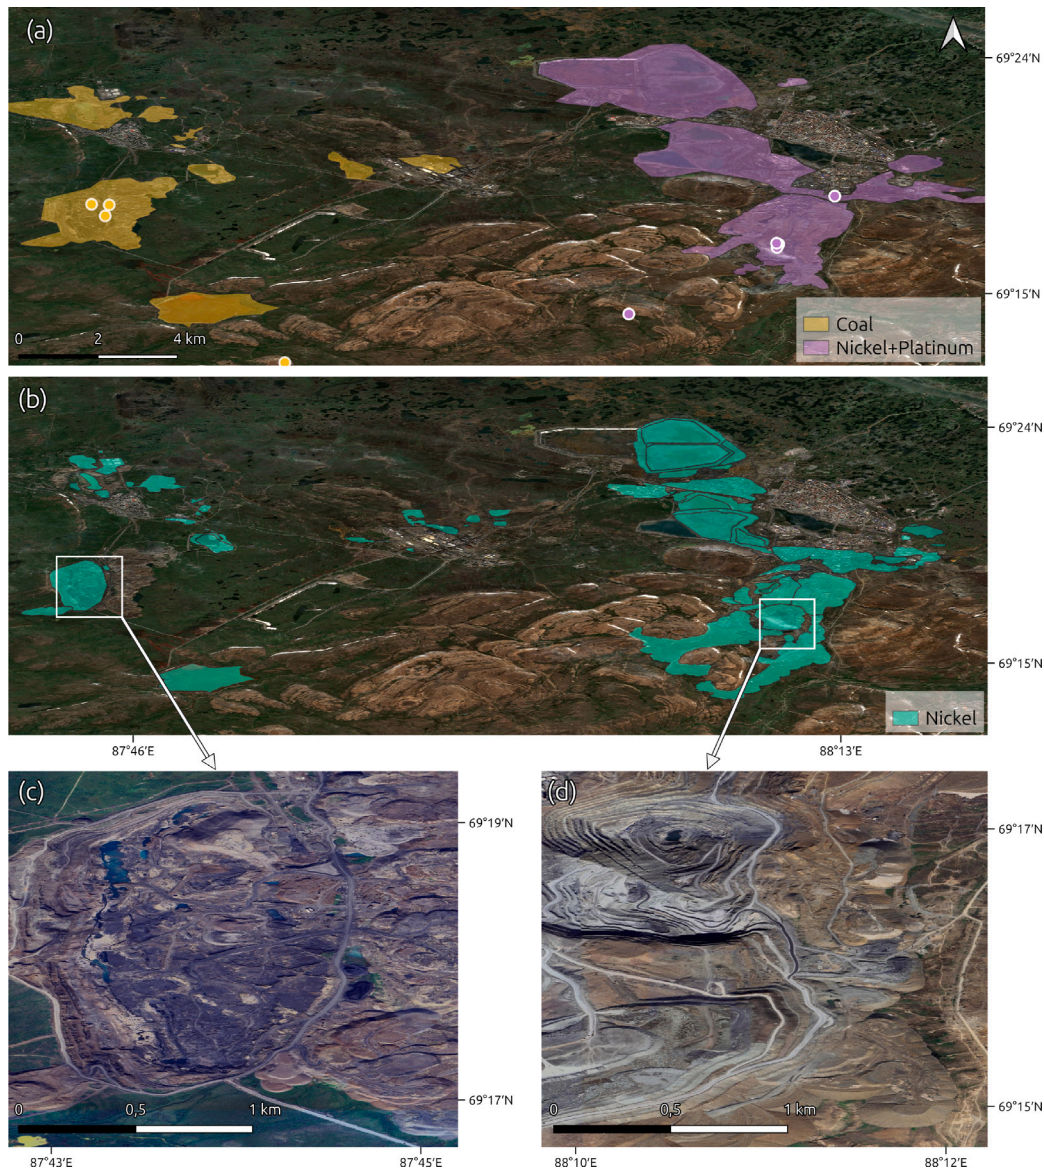 (a)
69°24′N
69°15′N
Coal
Nickel+Platinum
0 2 4 km
(b)
69°24′N
69°15′N
Nickel
87°46′E 88°13′E
(c)
69°19′N
69°17′N
0 0,5 1 km
87°43′E 87°45′E
(d)
69°17′N
69°15′N
0 0,5 1 km
88°10′E 88°12′E